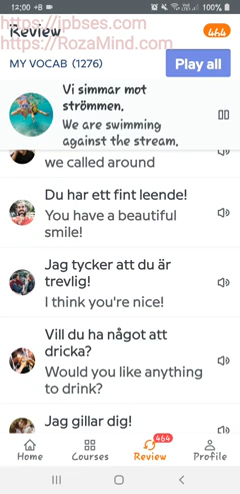 12:00 +B
100%
https://jpbses.com
https://RozaMind.com
Review
464
MY VOCAB (1276)
Play all
Vi simmar mot
strömmen.
We are swimming
against the stream.
we called around
Du har ett fint leende!
You have a beautiful
smile!
Jag tycker att du är
trevlig!
I think you're nice!
Vill du ha något att
dricka?
Would you like anything
to drink?
Jag gillar dig!
464
Home Courses Review Profile